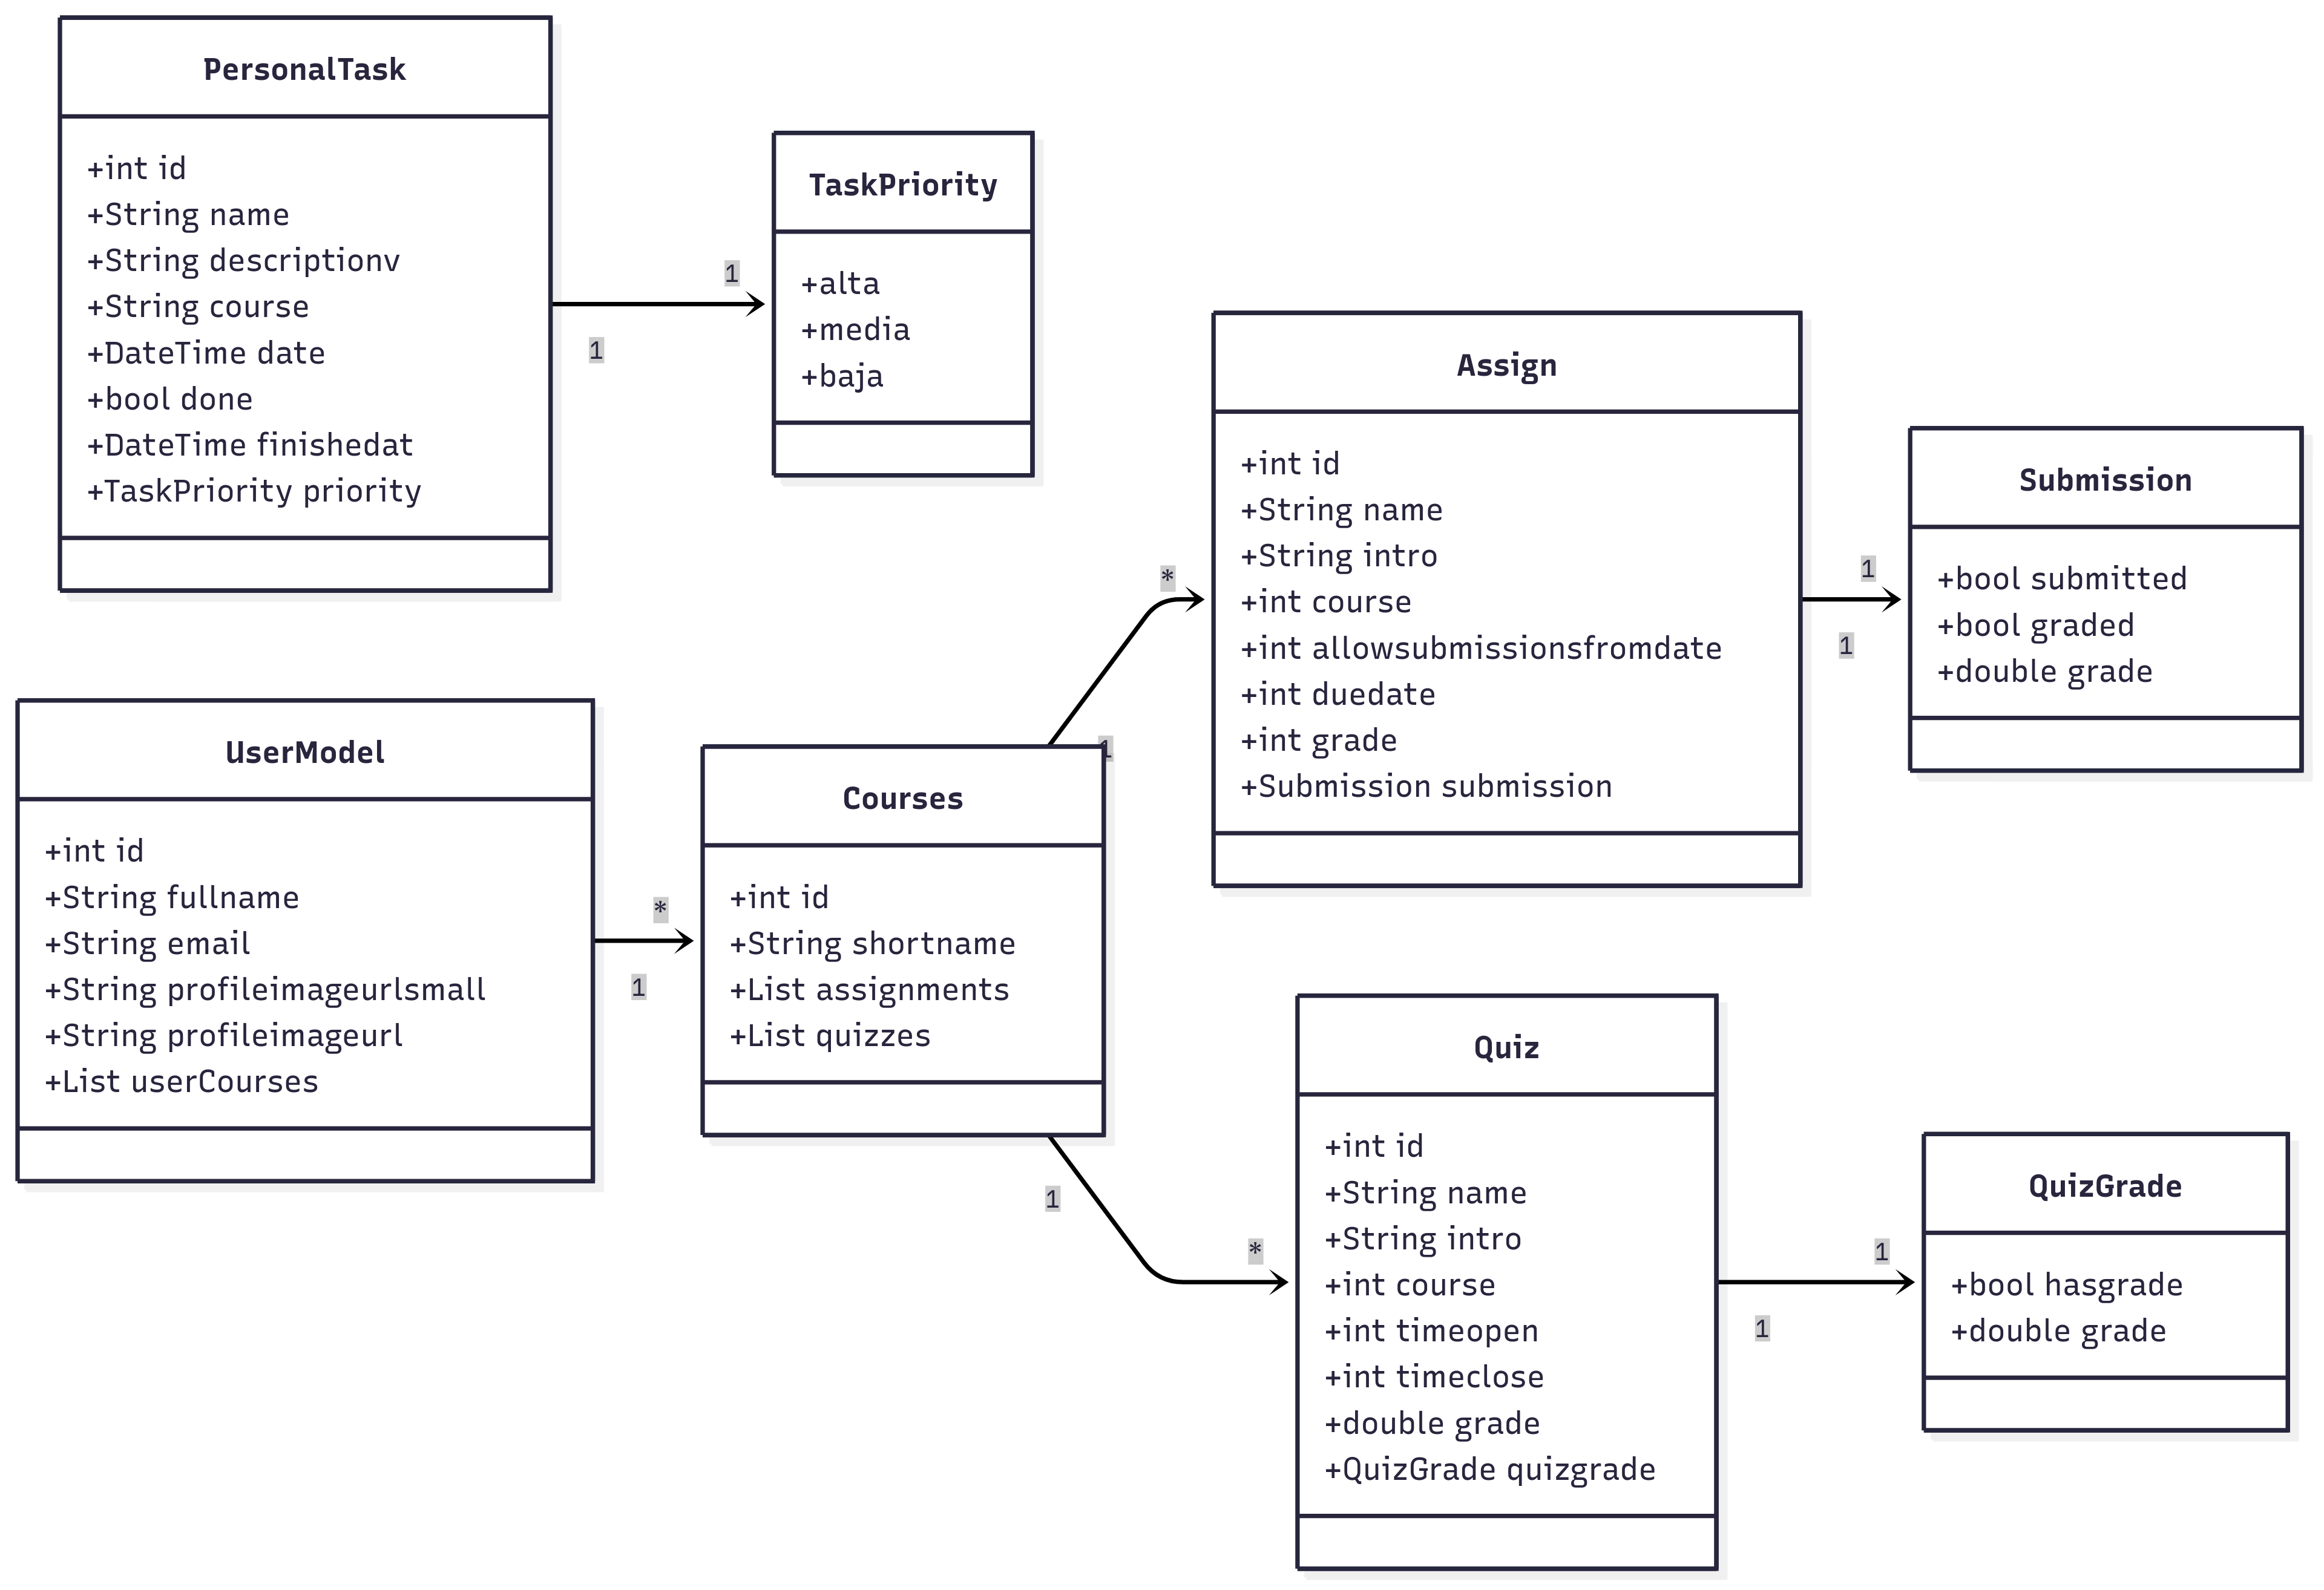 PersonalTask
+int id
+String name
+String descriptionv
+String course
+DateTime date
+bool done
+DateTime finishedat
+TaskPriority priority
1
1
TaskPriority
+alta
+media
+baja
UserModel
+int id
+String fullname
+String email
+String profileimageurlsmall
+String profileimageurl
+List userCourses
*
1
Courses
+int id
+String shortname
+List assignments
+List quizzes
1
*
1
*
Assign
+int id
+String name
+String intro
+int course
+int allowsubmissionsfromdate
+int duedate
+int grade
+Submission submission
1
1
Submission
+bool submitted
+bool graded
+double grade
Quiz
+int id
+String name
+String intro
+int course
+int timeopen
+int timeclose
+double grade
+QuizGrade quizgrade
1
1
QuizGrade
+bool hasgrade
+double grade